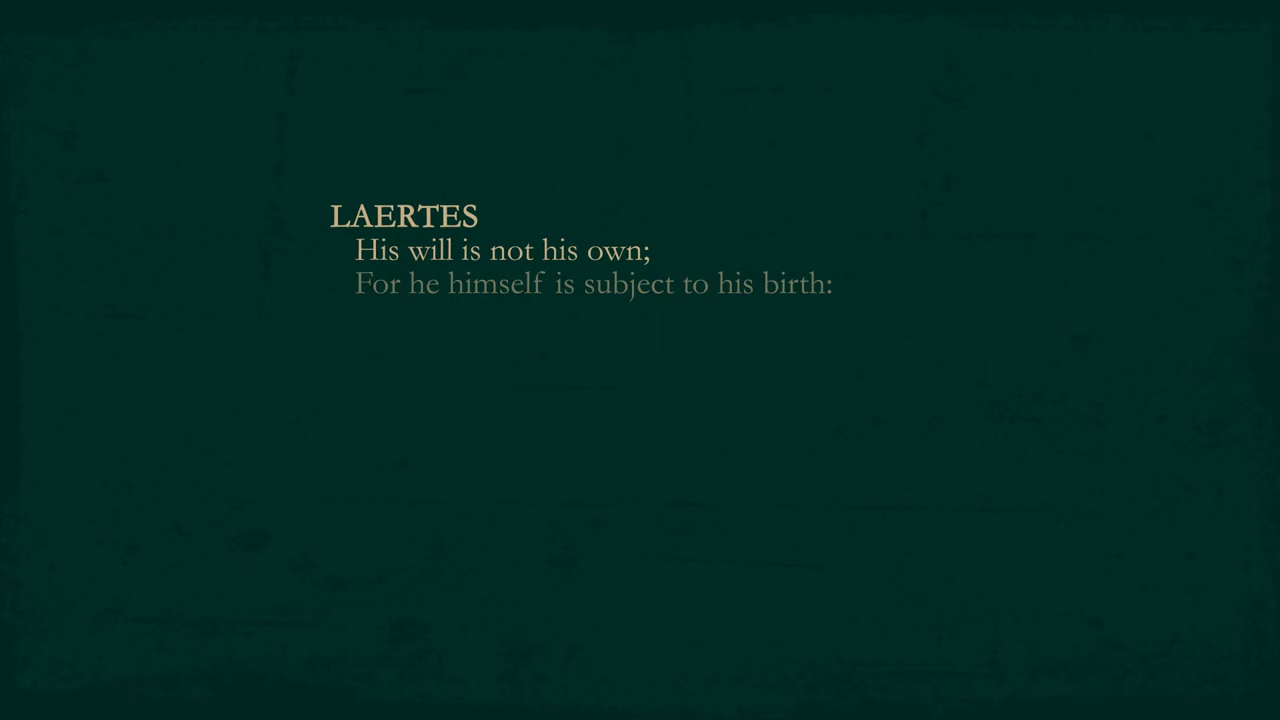 LAERTES
His will is not his own;
For he himself is subject to his birth: